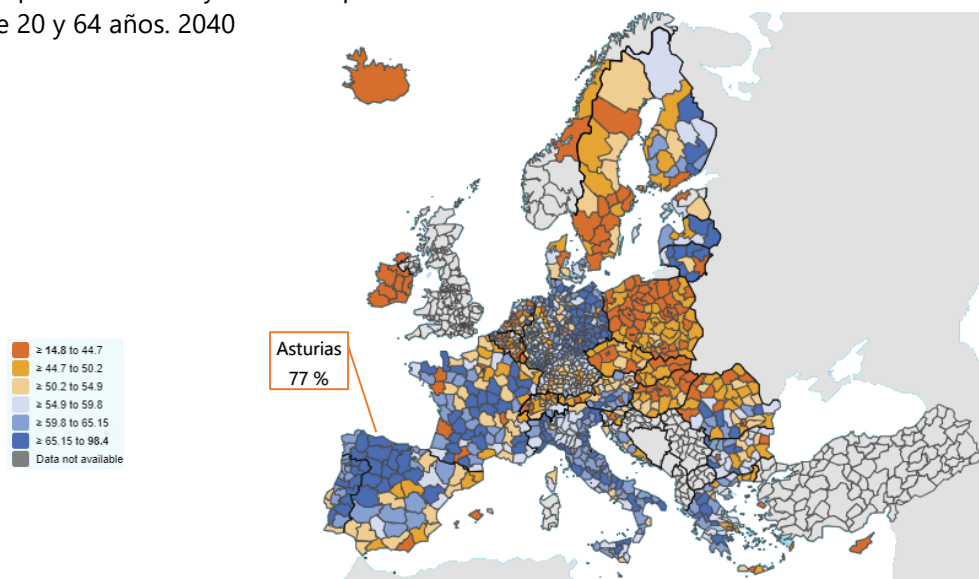 e 20 y 64 años. 2040
Asturias
77 %
≥ 14.8 to 44.7
≥ 44.7 to 50.2
≥ 50.2 to 54.9
≥ 54.9 to 59.8
≥ 59.8 to 65.15
≥ 65.15 to 98.4
Data not available